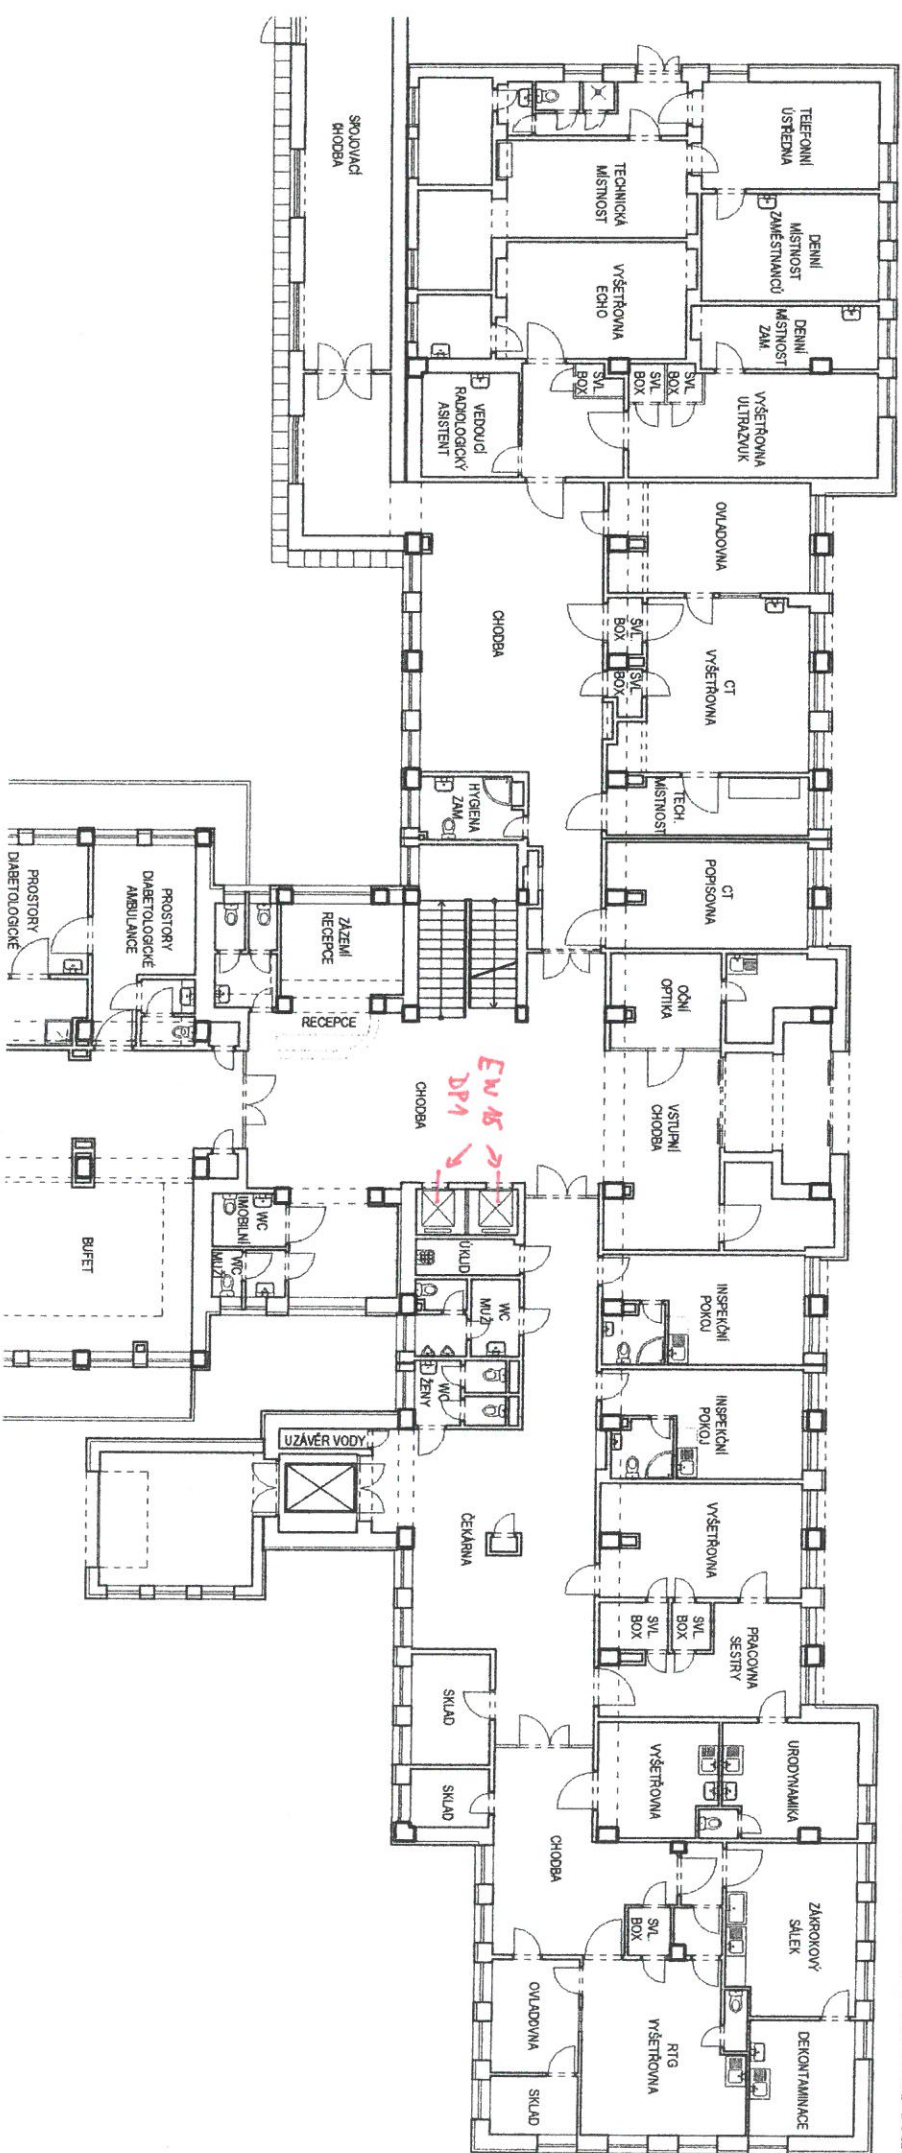 SPOJOVACÍ
CHODBA
TELEFONNÍ
ÚSTŘEDNA
TECHNICKÁ
MÍSTNOST
DENNÍ
MÍSTNOST
ZAMĚSTNANCŮ
VYŠETŘOVNA
ECHO
DENNÍ
MÍSTNOST
ZAM.
SVL.
BOX
SVL.
BOX
SVL.
BOX
VEDOUCÍ
RADIOLOGICKÝ
ASISTENT
VYŠETŘOVNA
ULTRAZVUK
OVLADOVNA
CHODBA
SVL.
BOX
SVL.
BOX
CT
VYŠETŘOVNA
HYGIENA
ZAM.
TECH.
MÍSTNOST
CT
POPISOVNA
PROSTORY
DIABETOLOGICKÉ
PROSTORY
DIABETOLOGICKÉ
AMBULANCE
ZÁZEMÍ
RECEPCE
RECEPCE
OČNÍ
OPTIKA
CHODBA
VSTUPNÍ
CHODBA
EW 15
DP1
BUFET
WC
IMOBILNÍ
WC
MUŽI
ÚKLID
WC
MUŽI
WC
ŽENY
INSPEKČNÍ
POKOJ
INSPEKČNÍ
POKOJ
UZÁVĚR VODY
ČEKÁRNA
VYŠETŘOVNA
SVL.
BOX
SVL.
BOX
PRACOVNA
SESTRY
SKLAD
SKLAD
VYŠETŘOVNA
URODYNAMIKA
CHODBA
SVL.
BOX
ZÁKROKOVÝ
SÁLEK
OVLADOVNA
RTG
VYŠETŘOVNA
SKLAD
DEKONTAMINACE